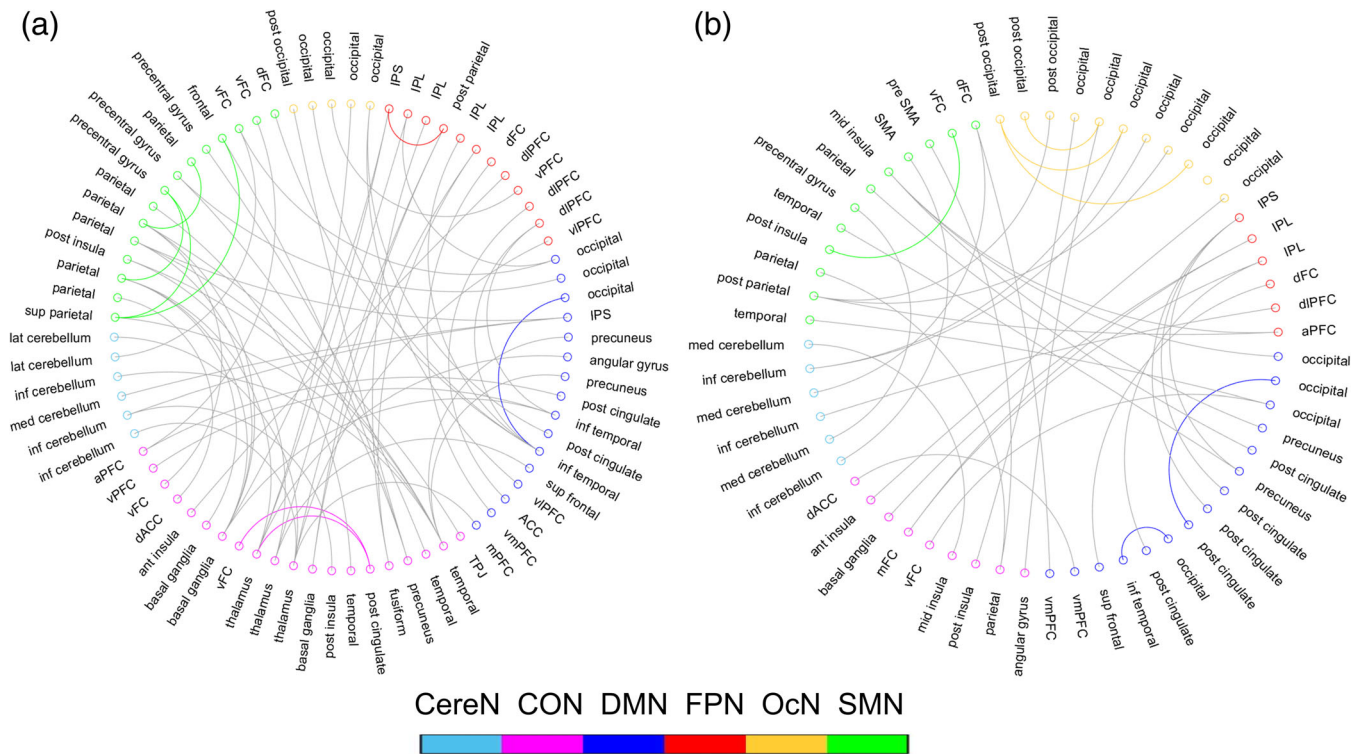 (a)
post occipital
occipital
occipital
occipital
occipital
IPS
IPL
IPL
post parietal
IPL
IPL
dFC
dlPFC
vPFC
dlPFC
dlPFC
vlPFC
occipital
occipital
occipital
IPS
precuneus
angular gyrus
precuneus
post cingulate
inf temporal
post cingulate
inf temporal
sup frontal
vlPFC
ACC
vmPFC
mPFC
TPJ
temporal
temporal
precuneus
fusiform
post cingulate
temporal
post insula
basal ganglia
thalamus
thalamus
thalamus
vFC
basal ganglia
basal ganglia
ant insula
dACC
vFC
vPFC
aPFC
inf cerebellum
inf cerebellum
med cerebellum
inf cerebellum
lat cerebellum
lat cerebellum
sup parietal
parietal
parietal
post insula
parietal
parietal
parietal
precentral gyrus
precentral gyrus
parietal
precentral gyrus
frontal
vFC
vFC
dFC
(b)
post occipital
post occipital
post occipital
occipital
occipital
occipital
occipital
occipital
occipital
occipital
occipital
IPS
IPL
IPL
dFC
dlPFC
aPFC
occipital
occipital
occipital
precuneus
post cingulate
precuneus
post cingulate
post cingulate
post cingulate
occipital
post cingulate
inf temporal
sup frontal
vmPFC
vmPFC
angular gyrus
parietal
post insula
mid insula
vFC
mFC
basal ganglia
ant insula
dACC
inf cerebellum
med cerebellum
inf cerebellum
med cerebellum
inf cerebellum
med cerebellum
temporal
post parietal
parietal
post insula
temporal
precentral gyrus
parietal
mid insula
SMA
pre SMA
vFC
dFC
CereN CON DMN FPN OcN SMN